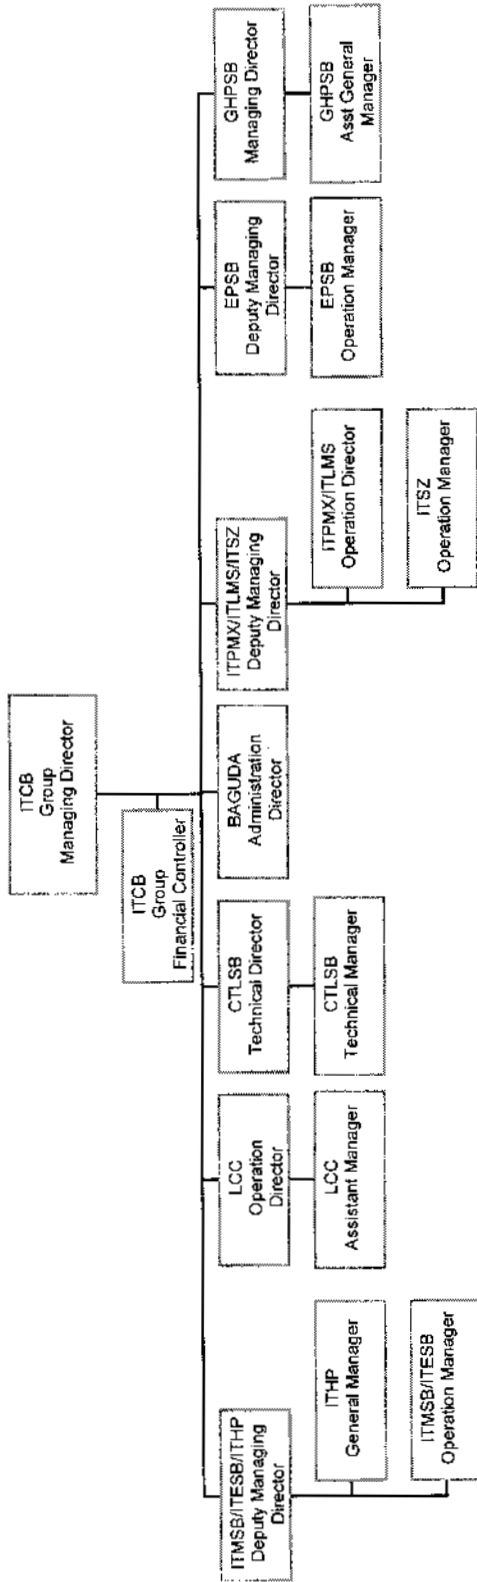 ITCB
Group
Managing Director
ITCB
Group
Financial Controller
ITMSB/ITESB/ITHP
Deputy Managing
Director
LCC
Operation
Director
CTLSB
Technical Director
BAGUDA
Administration
Director
ITPMX/ITLMS/ITSZ
Deputy Managing
Director
EPSB
Deputy Managing
Director
GHPSB
Managing Director
ITHP
General Manager
LCC
Assistant Manager
CTLSB
Technical Manager
ITPMX/ITLMS
Operation Director
EPSB
Operation Manager
GHPSB
Asst General
Manager
ITMSB/ITESB
Operation Manager
ITSZ
Operation Manager